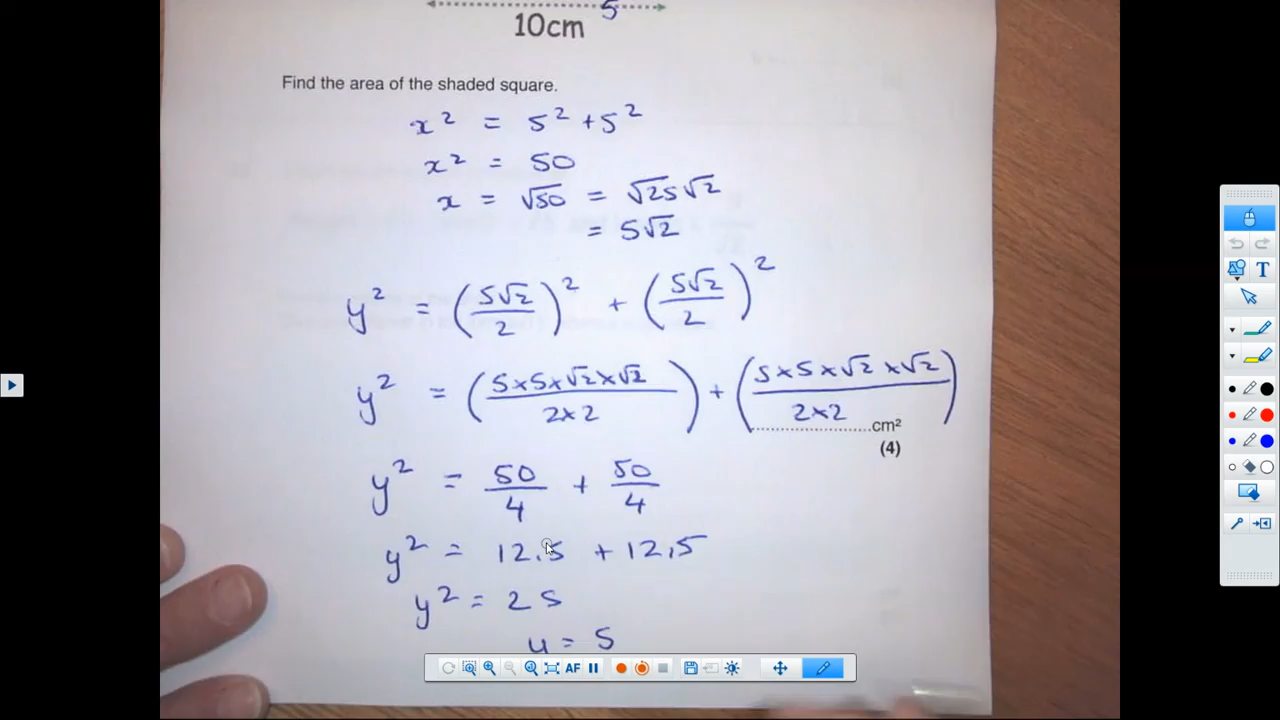 5
10cm
Find the area of the shaded square.
x² = 5² + 5²
x² = 50
x = √50 = √25√2
= 5√2
y² = (5√2/2)² + (5√2/2)²
y² = (5×5×√2×√2/2×2) + (5×5×√2×√2/2×2)
..............................cm²
(4)
y² = 50/4 + 50/4
y² = 12.5 + 12.5
y² = 25
y = 5
T
AF